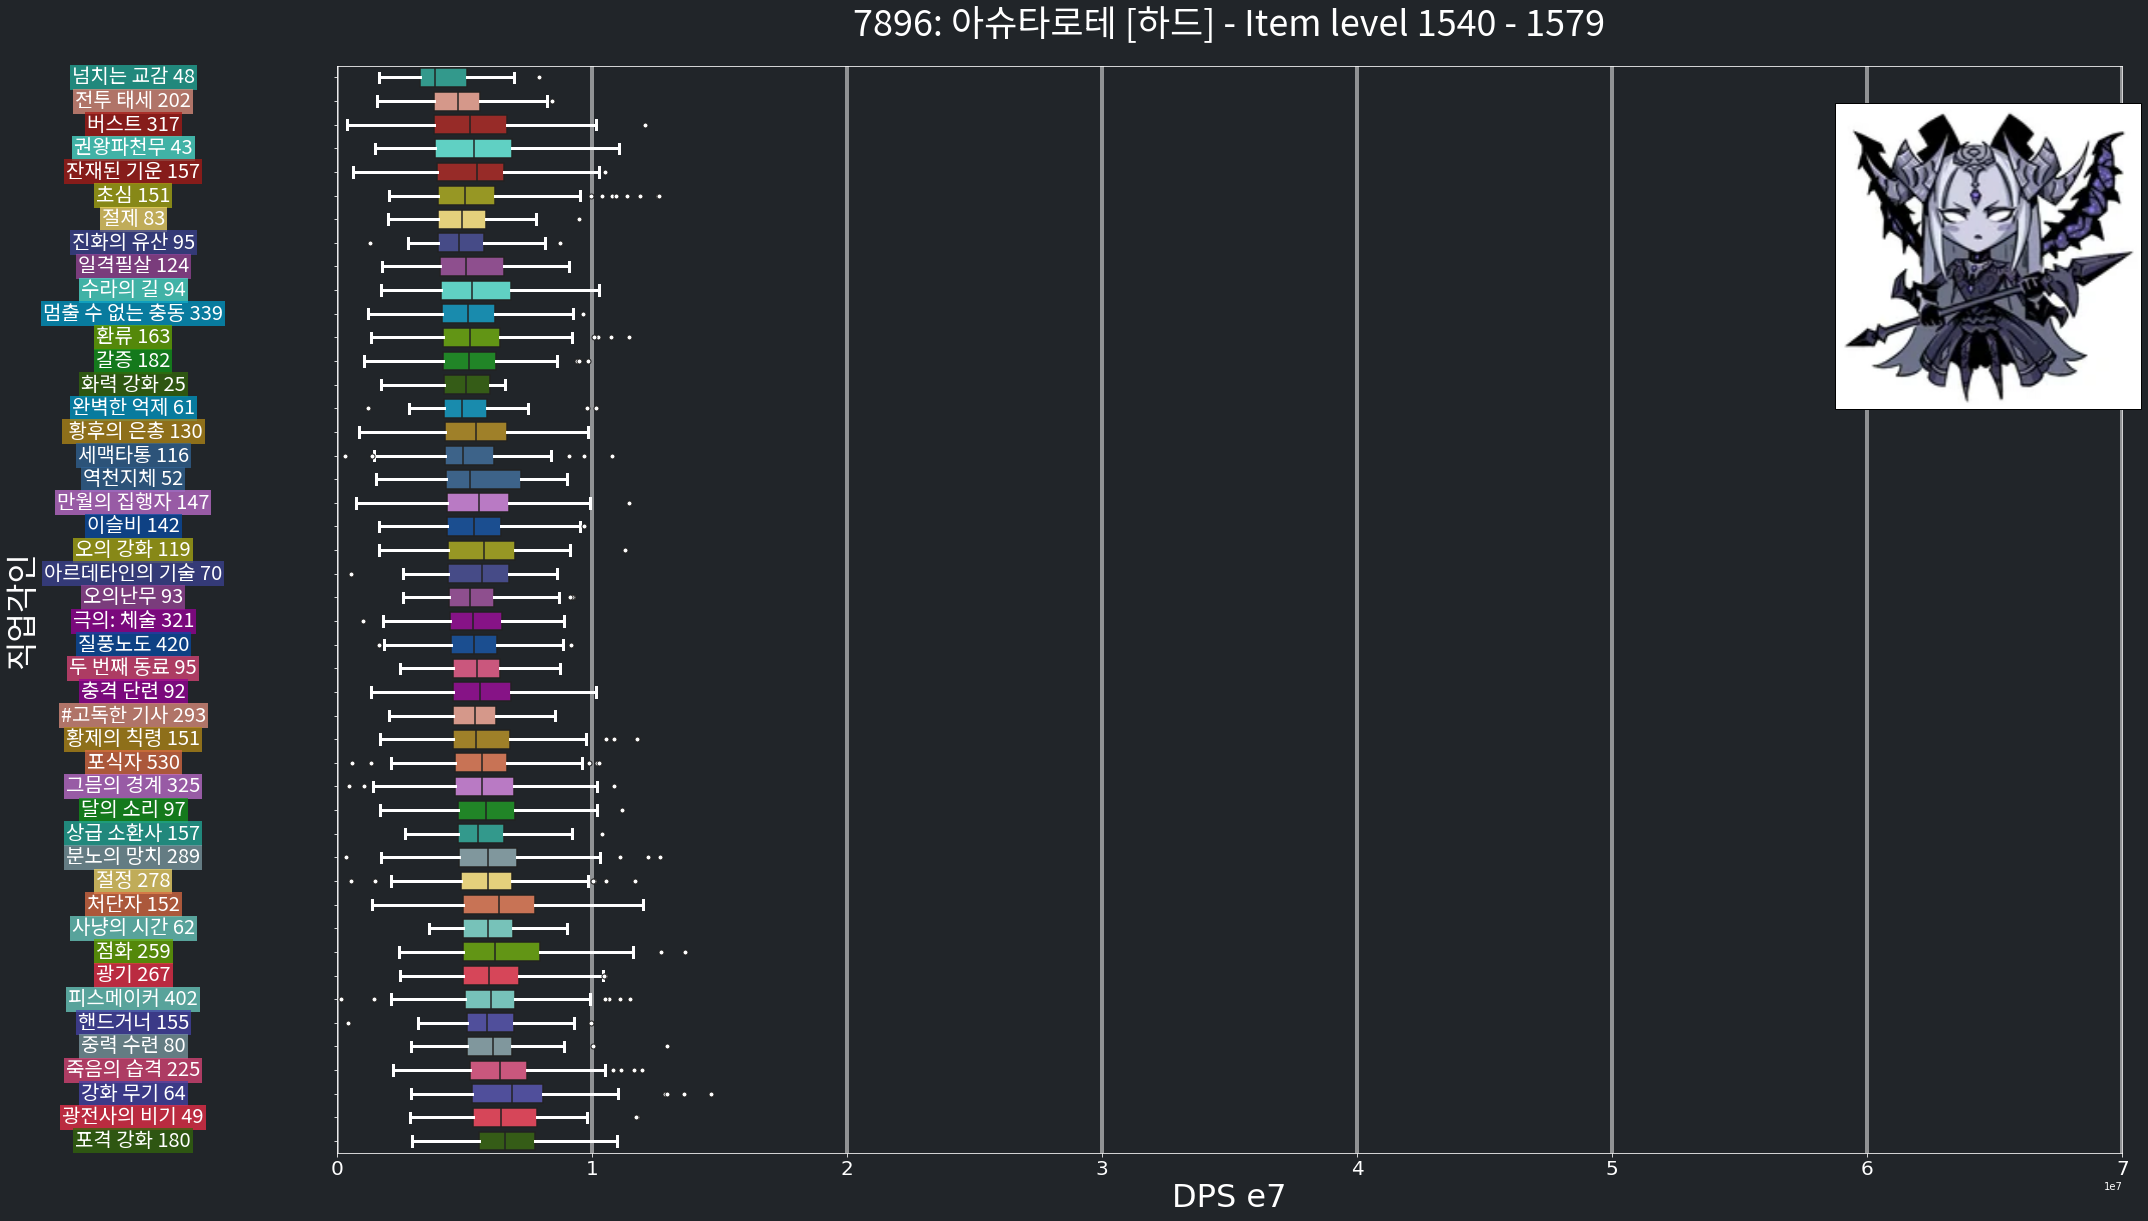 7896: 아슈타로테 [하드] - Item level 1540 - 1579
넘치는 교감 48
전투 태세 202
버스트 317
권왕파천무 43
잔재된 기운 157
초심 151
절제 83
진화의 유산 95
일격필살 124
수라의 길 94
멈출 수 없는 충동 339
환류 163
갈증 182
화력 강화 25
완벽한 억제 61
황후의 은총 130
세맥타통 116
역천지체 52
만월의 집행자 147
이슬비 142
오의 강화 119
아르데타인의 기술 70
오의난무 93
극의: 체술 321
질풍노도 420
두 번째 동료 95
충격 단련 92
#고독한 기사 293
황제의 칙령 151
포식자 530
그믐의 경계 325
달의 소리 97
상급 소환사 157
분노의 망치 289
절정 278
처단자 152
사냥의 시간 62
점화 259
광기 267
피스메이커 402
핸드거너 155
중력 수련 80
죽음의 습격 225
강화 무기 64
광전사의 비기 49
포격 강화 180
직업각인
0 1 2 3 4 5 6 7
1e7
DPS e7